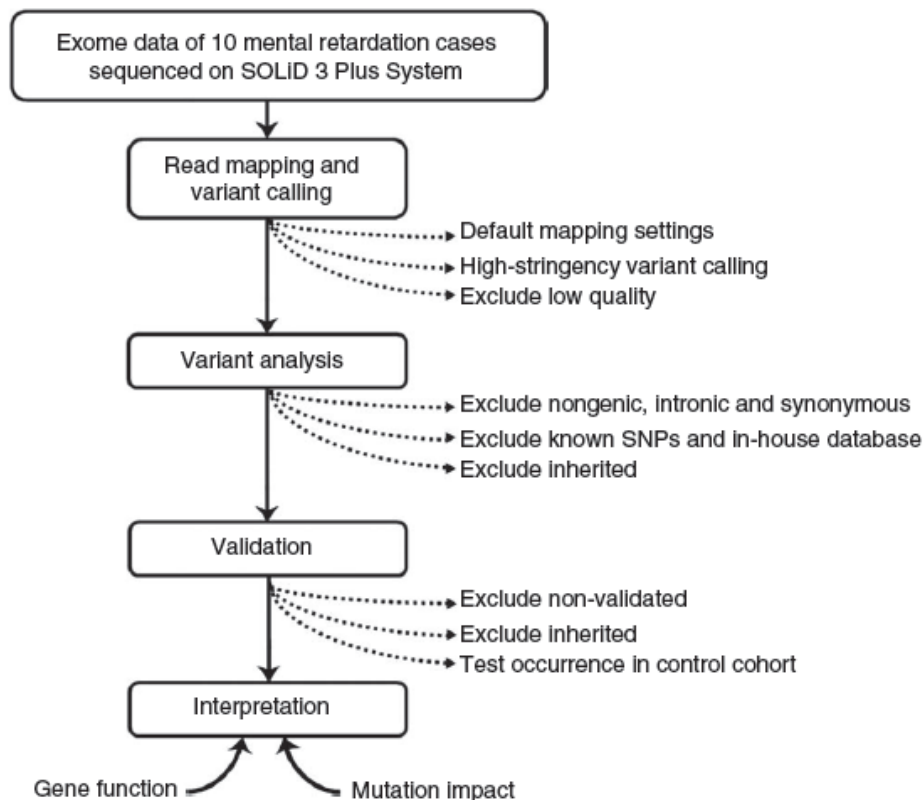 Exome data of 10 mental retardation cases
sequenced on SOLiD 3 Plus System
Read mapping and
variant calling
Default mapping settings
High-stringency variant calling
Exclude low quality
Variant analysis
Exclude nongenic, intronic and synonymous
Exclude known SNPs and in-house database
Exclude inherited
Validation
Exclude non-validated
Exclude inherited
Test occurrence in control cohort
Interpretation
Gene function
Mutation impact